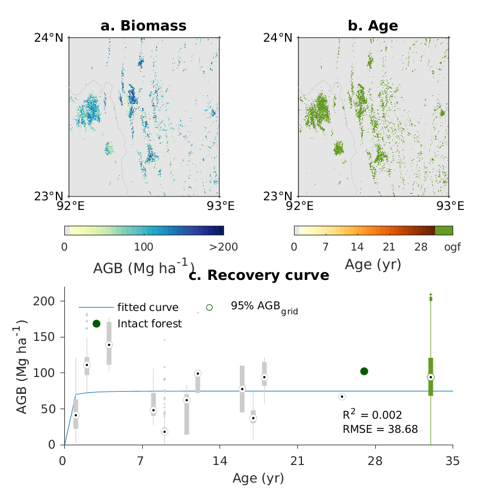 a. Biomass
b. Age
24°N
24°N
23°N
23°N
92°E
93°E
92°E
93°E
0
100
>200
0
7
14
21
28
ogf
AGB (Mg ha⁻¹)
Age (yr)
c. Recovery curve
fitted curve
95% AGB_grid
Intact forest
AGB (Mg ha⁻¹)
200
150
100
50
0
R² = 0.002
RMSE = 38.68
0
7
14
21
28
35
Age (yr)